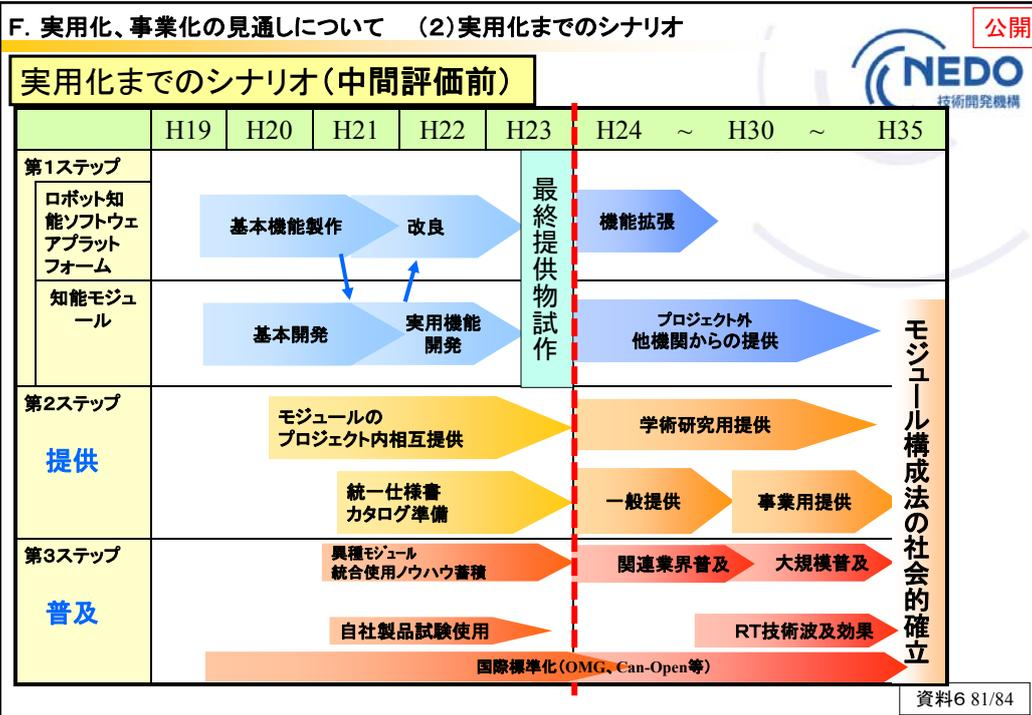 F. 実用化、事業化の見通しについて　（2）実用化までのシナリオ
公開
NEDO
技術開発機構
実用化までのシナリオ（中間評価前）
H19 H20 H21 H22 H23 H24 ~ H30 ~ H35
第1ステップ
ロボット知
能ソフトウェ
アプラット
フォーム
基本機能製作
改良
最終提供物試作
機能拡張
知能モジュ
ール
基本開発
実用機能
開発
プロジェクト外
他機関からの提供
第2ステップ
提供
モジュールの
プロジェクト内相互提供
学術研究用提供
統一仕様書
カタログ準備
一般提供
事業用提供
第3ステップ
普及
異種モジュール
統合使用ノウハウ蓄積
関連業界普及
大規模普及
自社製品試験使用
RT技術波及効果
国際標準化（OMG、Can-Open等）
モジュール構成法の社会的確立
資料6 81/84